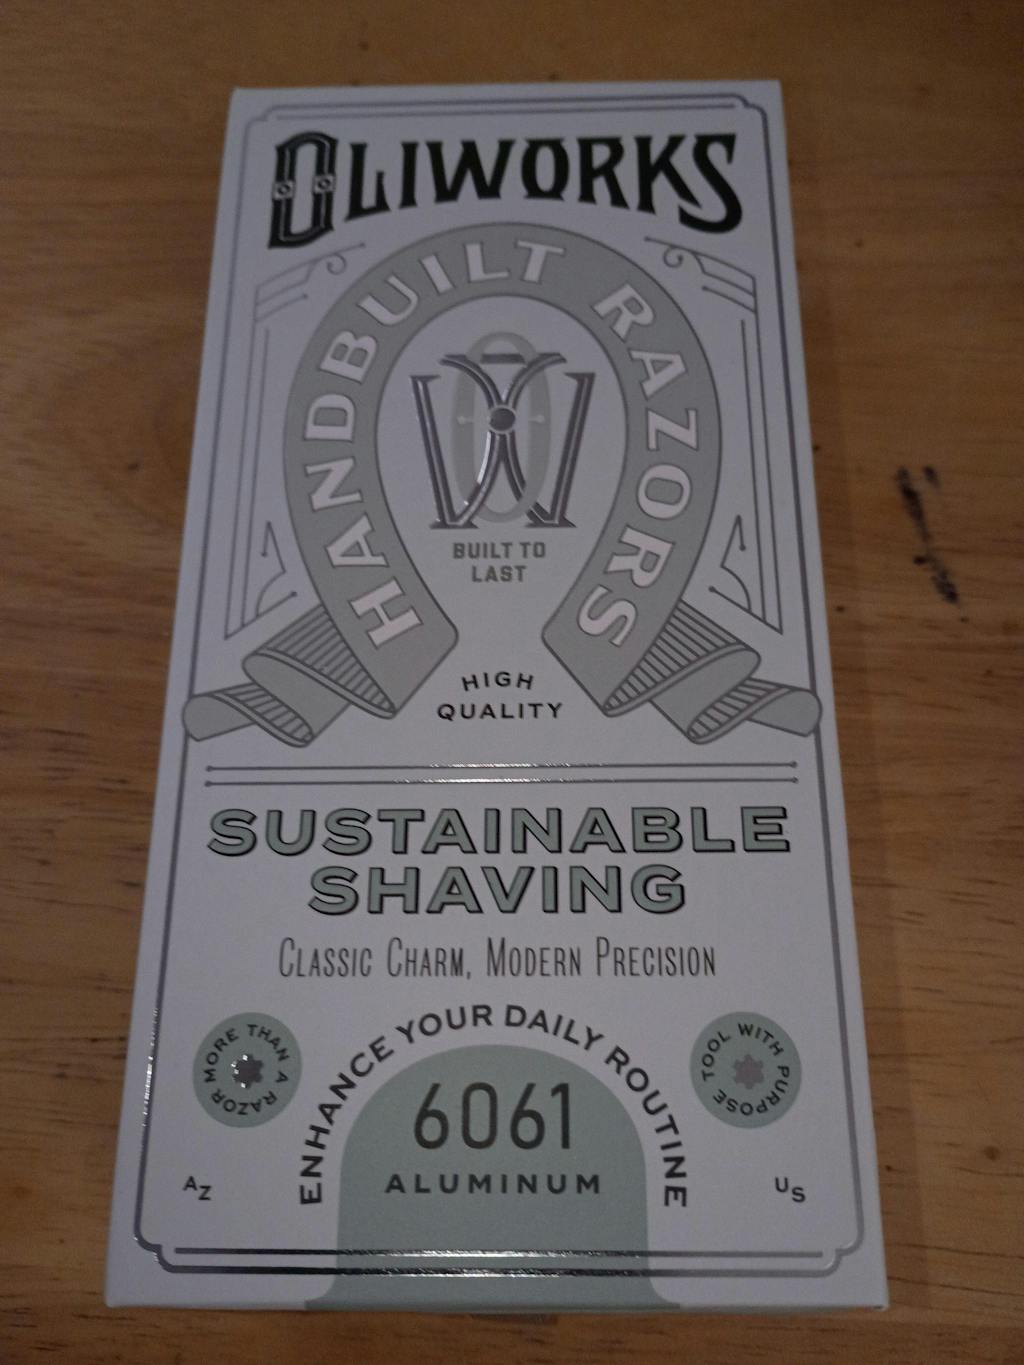 OLIWORKS
HANDBUILT RAZORS
OW
BUILT TO
LAST
HIGH
QUALITY
SUSTAINABLE
SHAVING
CLASSIC CHARM, MODERN PRECISION
ENHANCE YOUR DAILY ROUTINE
MORE THAN A RAZOR
TOOL WITH PURPOSE
6061
ALUMINUM
AZ
US